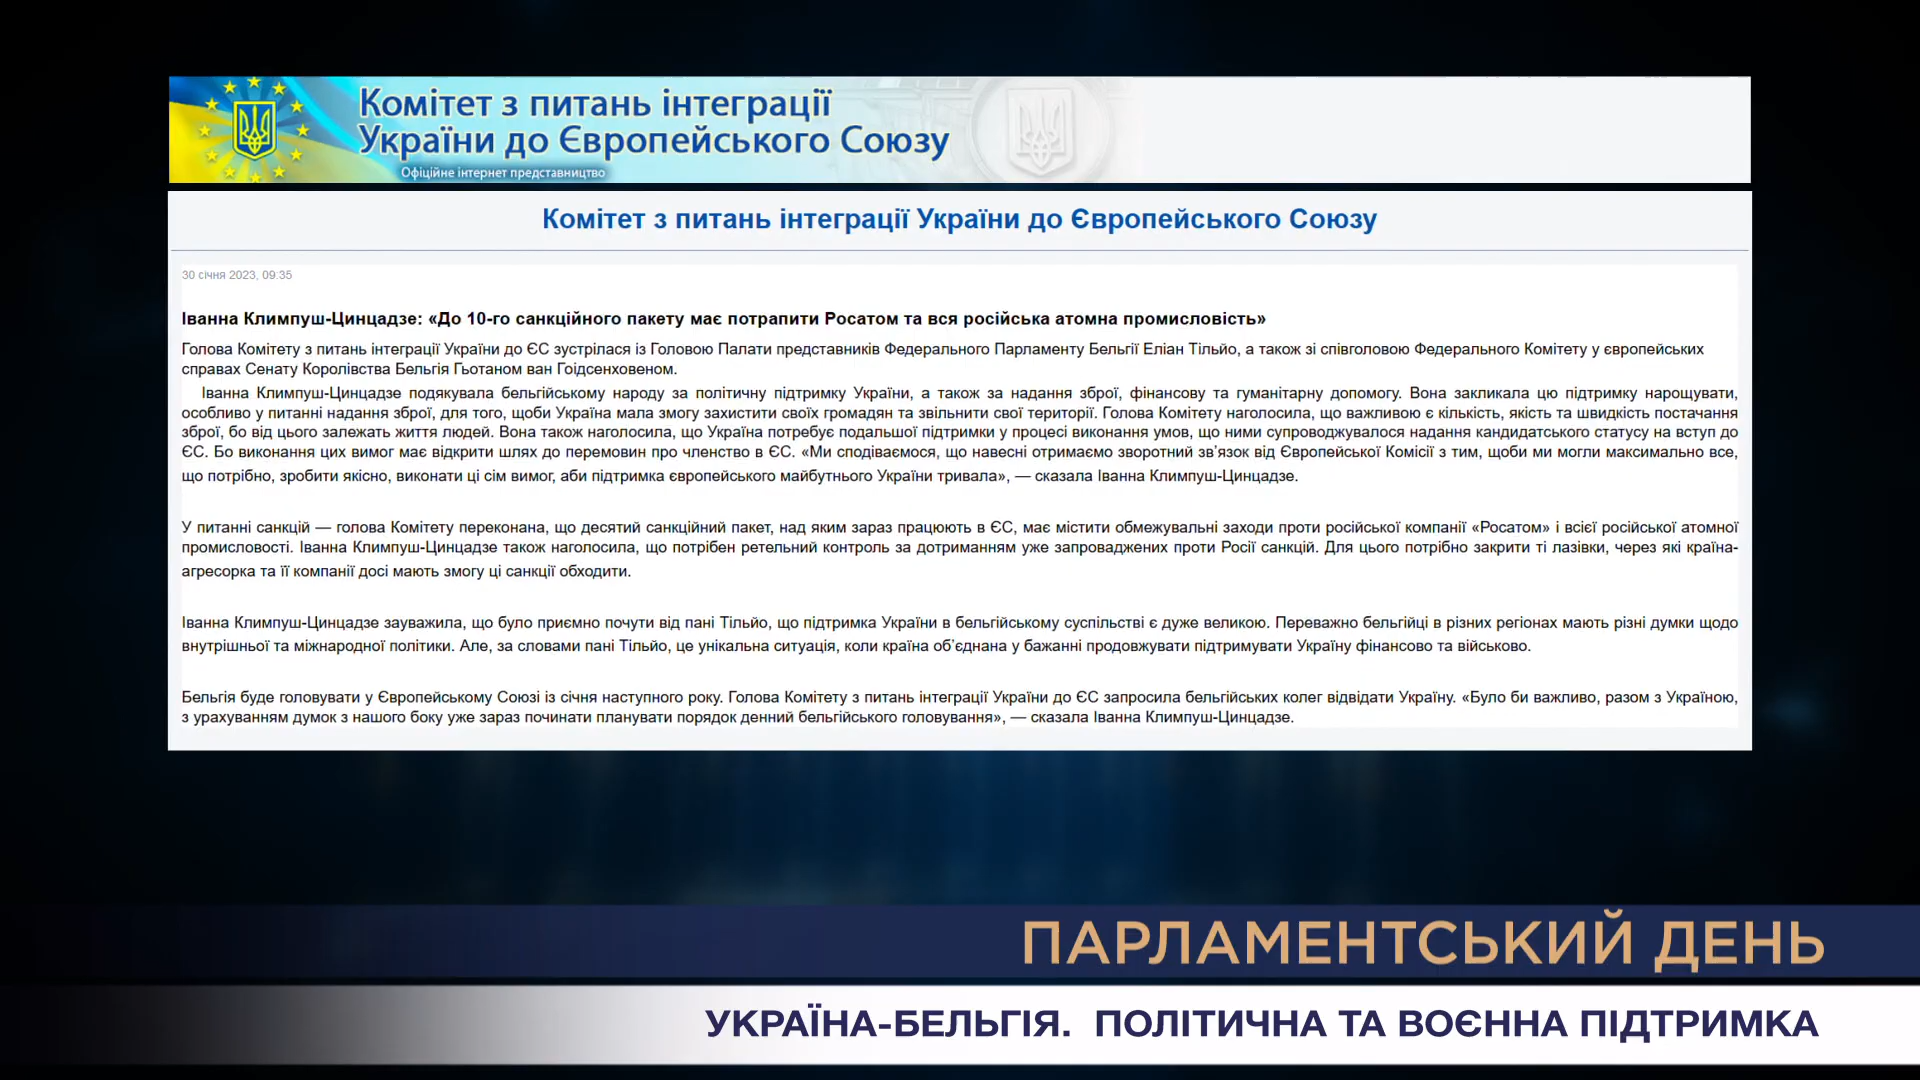 Комітет з питань інтеграції
України до Європейського Союзу
Офіційне інтернет представництво
Комітет з питань інтеграції України до Європейського Союзу
30 січня 2023, 09:35
Іванна Климпуш-Цинцадзе: «До 10-го санкційного пакету має потрапити Росатом та вся російська атомна промисловість»
Голова Комітету з питань інтеграції України до ЄС зустрілася із Головою Палати представників Федерального Парламенту Бельгії Еліан Тільйо, а також зі співголовою Федерального Комітету у європейських
справах Сенату Королівства Бельгія Гьотаном ван Гоідсенховеном.
Іванна Климпуш-Цинцадзе подякувала бельгійському народу за політичну підтримку України, а також за надання зброї, фінансову та гуманітарну допомогу. Вона закликала цю підтримку нарощувати,
особливо у питанні надання зброї, для того, щоби Україна мала змогу захистити своїх громадян та звільнити свої території. Голова Комітету наголосила, що важливою є кількість, якість та швидкість постачання
зброї, бо від цього залежать життя людей. Вона також наголосила, що Україна потребує подальшої підтримки у процесі виконання умов, що ними супроводжувалося надання кандидатського статусу на вступ до
ЄС. Бо виконання цих вимог має відкрити шлях до перемовин про членство в ЄС. «Ми сподіваємося, що навесні отримаємо зворотний зв’язок від Європейської Комісії з тим, щоби ми могли максимально все,
що потрібно, зробити якісно, виконати ці сім вимог, аби підтримка європейського майбутнього України тривала», — сказала Іванна Климпуш-Цинцадзе.
У питанні санкцій — голова Комітету переконана, що десятий санкційний пакет, над яким зараз працюють в ЄС, має містити обмежувальні заходи проти російської компанії «Росатом» і всієї російської атомної
промисловості. Іванна Климпуш-Цинцадзе також наголосила, що потрібен ретельний контроль за дотриманням уже запроваджених проти Росії санкцій. Для цього потрібно закрити ті лазівки, через які країна-
агресорка та її компанії досі мають змогу ці санкції обходити.
Іванна Климпуш-Цинцадзе зауважила, що було приємно почути від пані Тільйо, що підтримка України в бельгійському суспільстві є дуже великою. Переважно бельгійці в різних регіонах мають різні думки щодо
внутрішньої та міжнародної політики. Але, за словами пані Тільйо, це унікальна ситуація, коли країна об’єднана у бажанні продовжувати підтримувати Україну фінансово та військово.
Бельгія буде головувати у Європейському Союзі із січня наступного року. Голова Комітету з питань інтеграції України до ЄС запросила бельгійських колег відвідати Україну. «Було би важливо, разом з Україною,
з урахуванням думок з нашого боку уже зараз починати планувати порядок денний бельгійського головування», — сказала Іванна Климпуш-Цинцадзе.
ПАРЛАМЕНТСЬКИЙ ДЕНЬ
УКРАЇНА-БЕЛЬГІЯ. ПОЛІТИЧНА ТА ВОЄННА ПІДТРИМКА